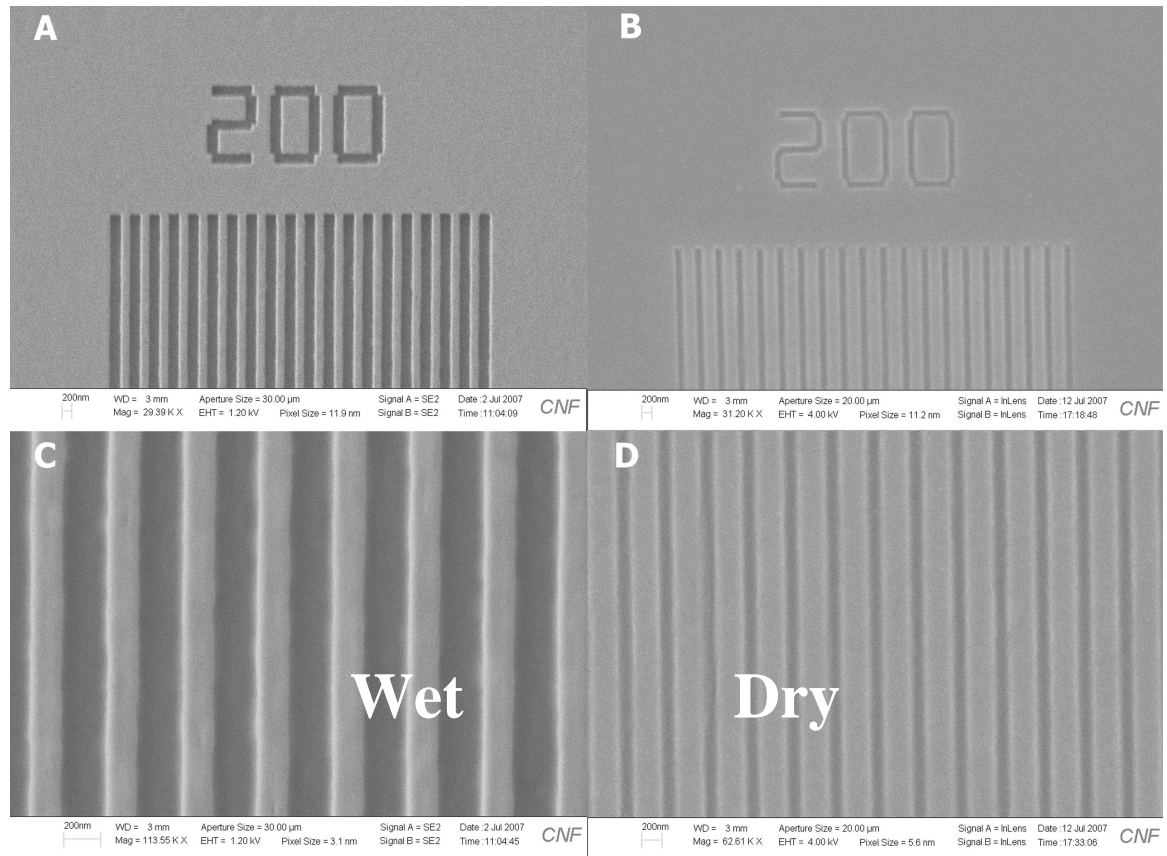 A
200
200nm WD = 3 mm Aperture Size = 30.00 µm Signal A = SE2 Date :2 Jul 2007
Mag = 29.39 K X EHT = 1.20 kV Pixel Size = 11.9 nm Signal B = SE2 Time :11:04:09 CNF
B
200
200nm WD = 3 mm Aperture Size = 20.00 µm Signal A = InLens Date :12 Jul 2007
Mag = 31.20 K X EHT = 4.00 kV Pixel Size = 11.2 nm Signal B = InLens Time :17:18:48 CNF
C
Wet
200nm WD = 3 mm Aperture Size = 30.00 µm Signal A = SE2 Date :2 Jul 2007
Mag = 113.55 K X EHT = 1.20 kV Pixel Size = 3.1 nm Signal B = SE2 Time :11:04:45 CNF
D
Dry
200nm WD = 3 mm Aperture Size = 20.00 µm Signal A = InLens Date :12 Jul 2007
Mag = 62.61 K X EHT = 4.00 kV Pixel Size = 5.6 nm Signal B = InLens Time :17:33:06 CNF